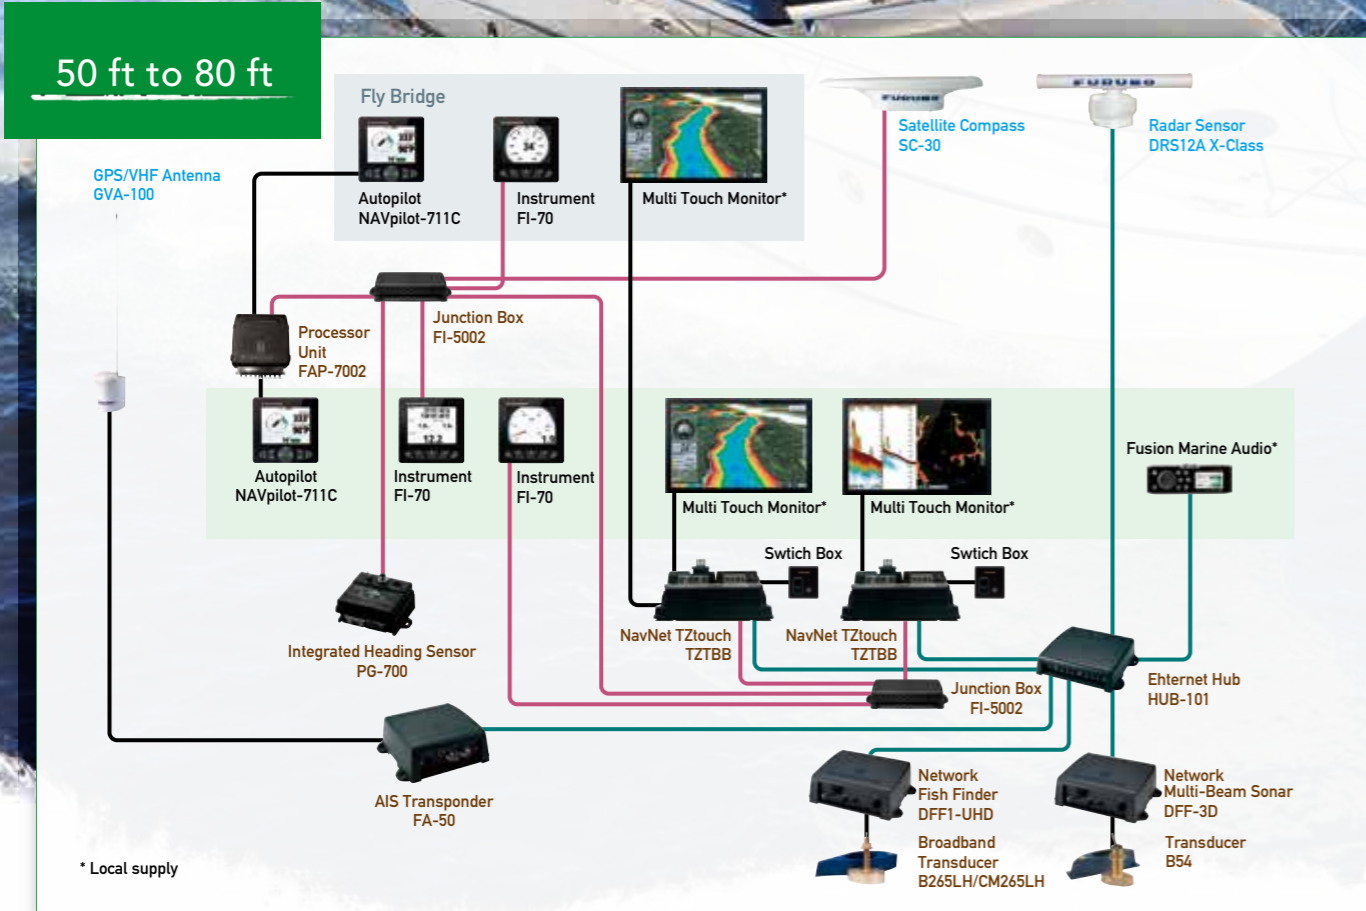 50 ft to 80 ft
Fly Bridge
FURUNO
FURUNO
Satellite Compass
SC-30
Radar Sensor
DRS12A X-Class
GPS/VHF Antenna
GVA-100
Autopilot
NAVpilot-711C
Instrument
FI-70
Multi Touch Monitor*
Junction Box
FI-5002
Processor
Unit
FAP-7002
12.2
Autopilot
NAVpilot-711C
Instrument
FI-70
Instrument
FI-70
Multi Touch Monitor*
Multi Touch Monitor*
Fusion Marine Audio*
Swtich Box
Swtich Box
Integrated Heading Sensor
PG-700
NavNet TZtouch
TZTBB
NavNet TZtouch
TZTBB
Junction Box
FI-5002
Ehternet Hub
HUB-101
AIS Transponder
FA-50
Network
Fish Finder
DFF1-UHD
Broadband
Transducer
B265LH/CM265LH
Network
Multi-Beam Sonar
DFF-3D
Transducer
B54
* Local supply